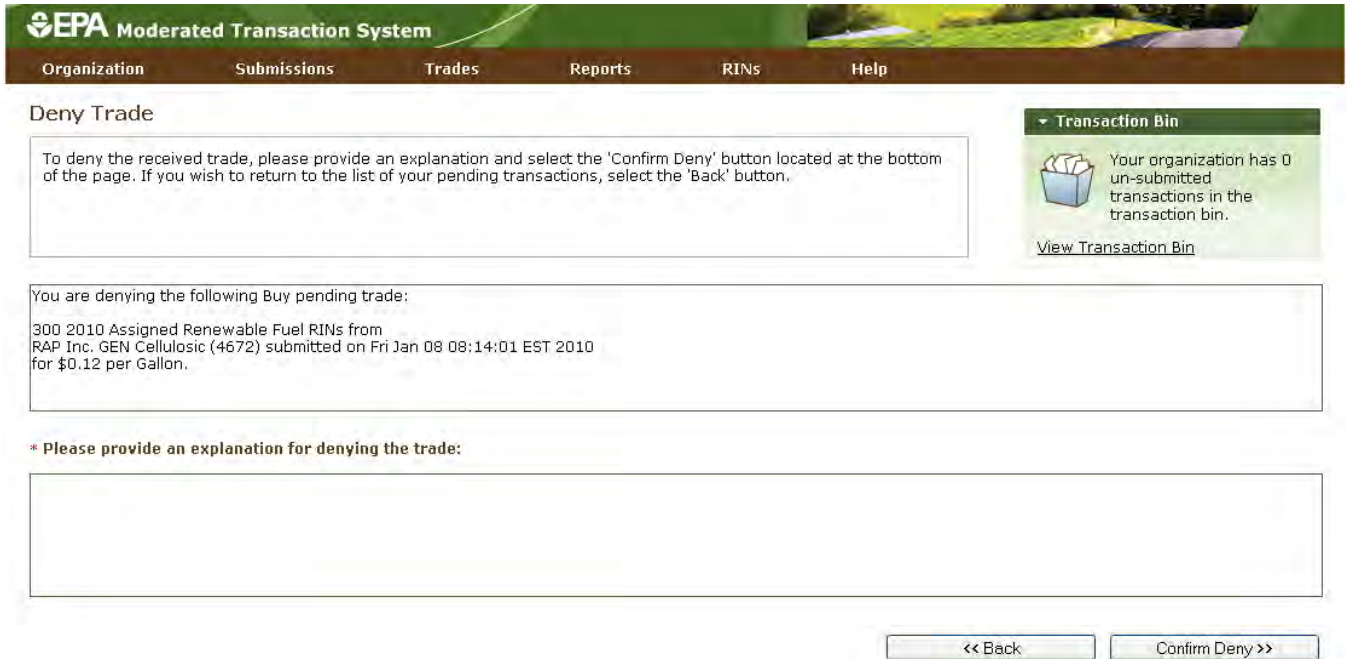 EPA Moderated Transaction System
Organization Submissions Trades Reports RINs Help
Deny Trade
To deny the received trade, please provide an explanation and select the 'Confirm Deny' button located at the bottom
of the page. If you wish to return to the list of your pending transactions, select the 'Back' button.
Transaction Bin
Your organization has 0
un-submitted
transactions in the
transaction bin.
View Transaction Bin
You are denying the following Buy pending trade:
300 2010 Assigned Renewable Fuel RINs from
RAP Inc. GEN Cellulosic (4672) submitted on Fri Jan 08 08:14:01 EST 2010
for $0.12 per Gallon.
* Please provide an explanation for denying the trade:
<< Back
Confirm Deny >>